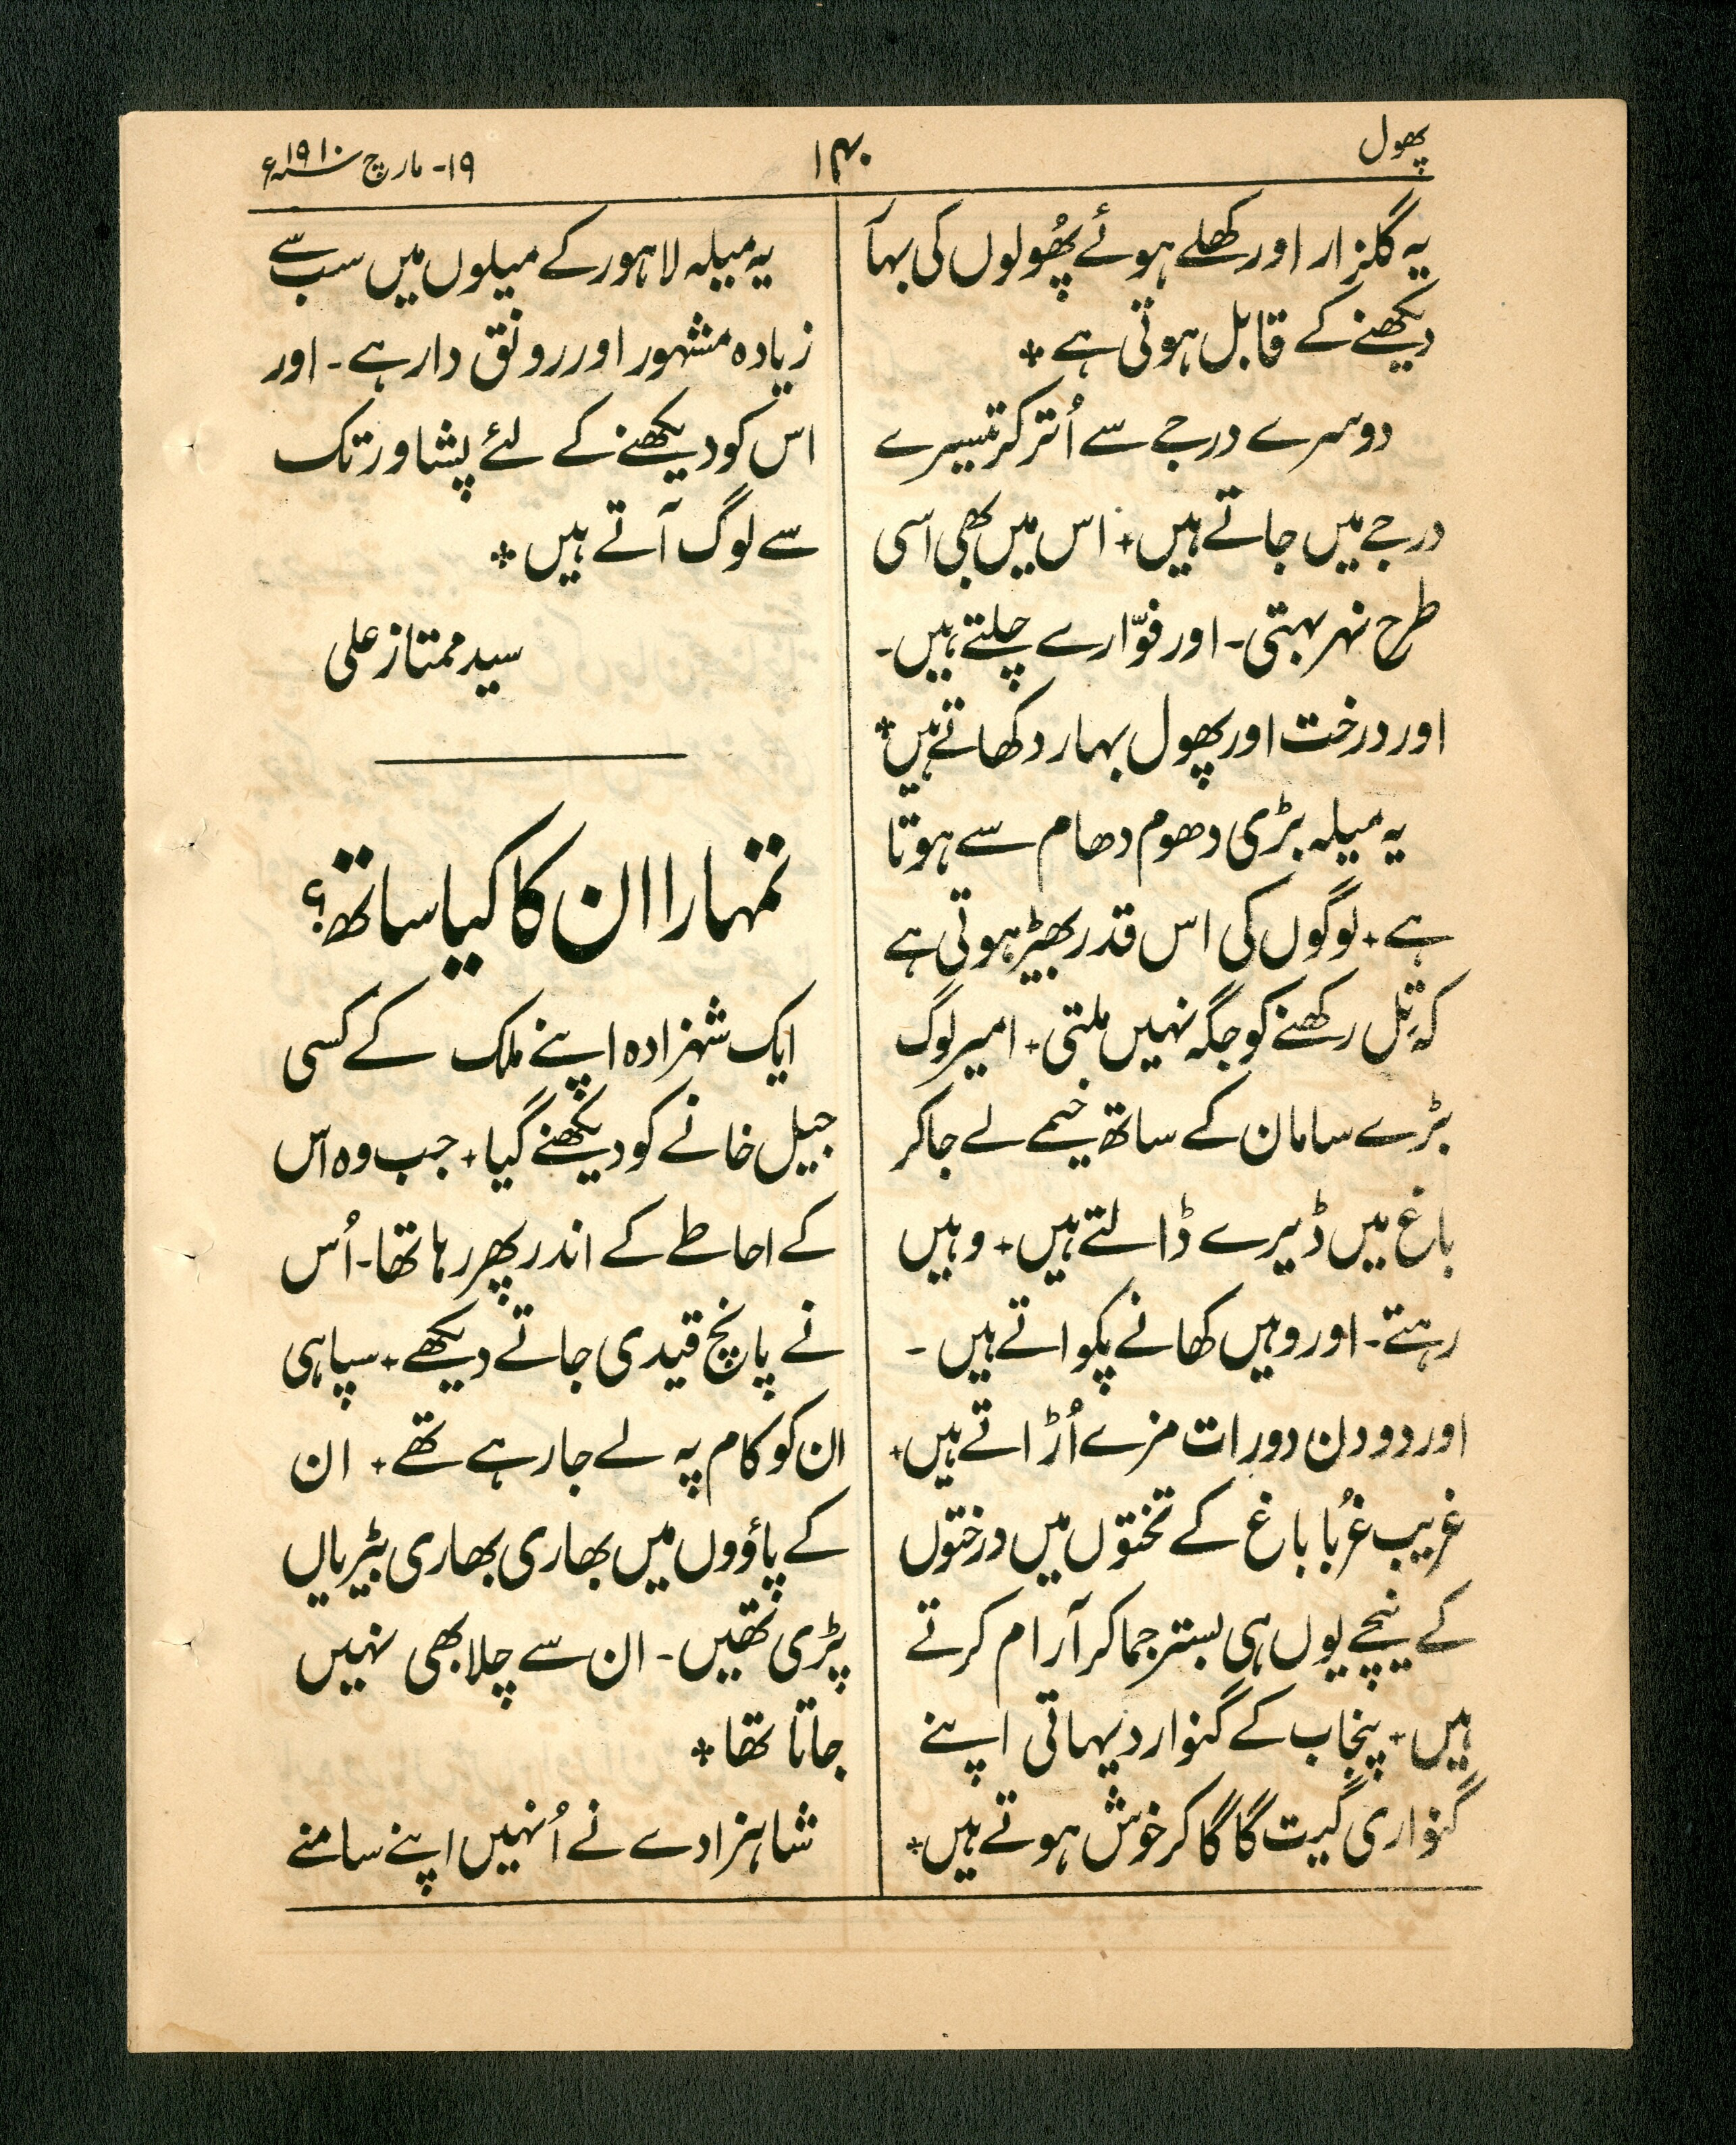 پھول
۱۴۰
۱۹- مارچ ۱۹۱۰ء
یہ گلزار اور کھلے ہوئے پھُولوں کی بہآ
دیکھنے کے قابل ہوتی ہے ۔
دوسرے درجے سے اُتر کر تیسرے
درجے میں جاتے ہیں ۔ اس میں بھی اسی
طرح نہر بہتی ۔ اور فوّارے چلتے ہیں ۔
اور درخت اور پھول بہار دکھاتے ہیں ۔
یہ میلہ بڑی دھوم دھام سے ہوتا
ہے ۔ لوگوں کی اس قدر بھیڑ ہوتی ہے
کہ تِل رکھنے کو جگہ نہیں ملتی ۔ امیر لوگ
بڑے سامان کے ساتھ خیمے لے جا کر
باغ میں ڈیرے ڈالتے ہیں ۔ وہیں
رہتے ۔ اور وہیں کھانے پکواتے ہیں ۔
اور دو دن دو رات مزے اُڑاتے ہیں ۔
غریب غُربا باغ کے تختوں میں درختوں
کے نیچے یوں ہی بستر جما کر آرام کرتے
ہیں ۔ پنجاب کے گنوار دیہاتی اپنے
گنواری گیت گا گا کر خوش ہوتے ہیں ۔
یہ میلہ لاہور کے میلوں میں سب سے
زیادہ مشہور اور رونق دار ہے ۔ اور
اس کو دیکھنے کے لئے پشاور تک
سے لوگ آتے ہیں ۔
سید ممتاز علی
تمہارا ان کا کیا ساتھ؟
ایک شہزادہ اپنے ملک کے کسی
جیل خانے کو دیکھنے گیا ۔ جب وہ اس
کے احاطے کے اندر پھر رہا تھا ۔ اُس
نے پانچ قیدی جاتے دیکھے ۔ سپاہی
ان کو کام پہ لے جا رہے تھے ۔ ان
کے پاؤوں میں بھاری بھاری بیڑیاں
پڑی تھیں ۔ ان سے چلا بھی نہیں
جاتا تھا ۔
شاہزادے نے اُنہیں اپنے سامنے